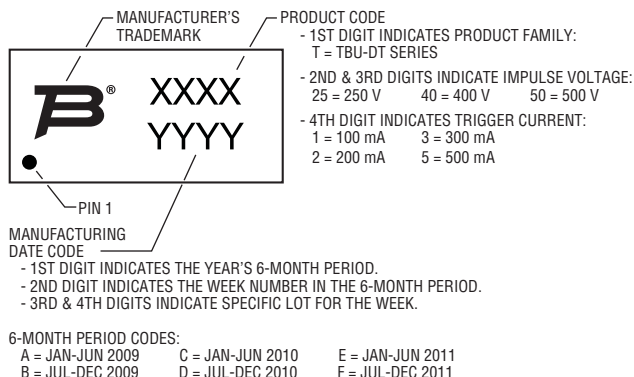 MANUFACTURER'S
TRADEMARK
PRODUCT CODE
- 1ST DIGIT INDICATES PRODUCT FAMILY:
T = TBU-DT SERIES
- 2ND & 3RD DIGITS INDICATE IMPULSE VOLTAGE:
25 = 250 V 40 = 400 V 50 = 500 V
- 4TH DIGIT INDICATES TRIGGER CURRENT:
1 = 100 mA 3 = 300 mA
2 = 200 mA 5 = 500 mA
B®
XXXX
YYYY
PIN 1
MANUFACTURING
DATE CODE
- 1ST DIGIT INDICATES THE YEAR'S 6-MONTH PERIOD.
- 2ND DIGIT INDICATES THE WEEK NUMBER IN THE 6-MONTH PERIOD.
- 3RD & 4TH DIGITS INDICATE SPECIFIC LOT FOR THE WEEK.
6-MONTH PERIOD CODES:
A = JAN-JUN 2009 C = JAN-JUN 2010 E = JAN-JUN 2011
B = JUL-DEC 2009 D = JUL-DEC 2010 F = JUL-DEC 2011